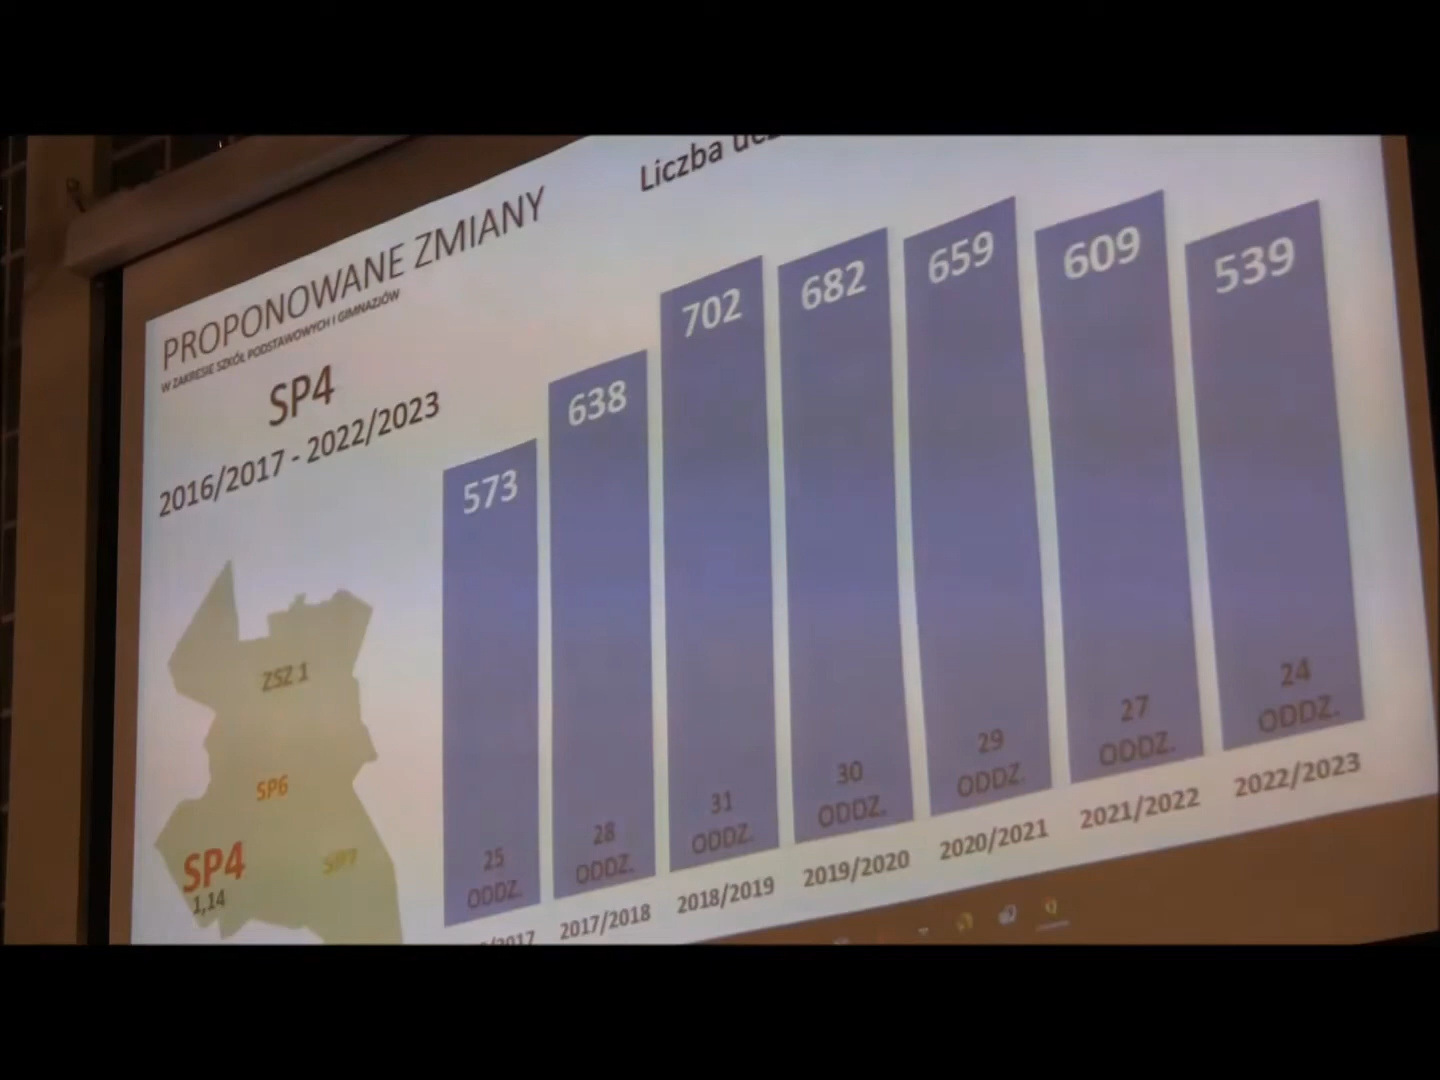 Liczba
PROPONOWANE ZMIANY
W ZAKRESIE SZKÓŁ PODSTAWOWYCH I GIMNAZJÓW
SP4
2016/2017 - 2022/2023
573
638
702
682
659
609
539
ZSZ 1
SP6
SP4
1,14
SP7
25
ODDZ.
28
ODDZ.
31
ODDZ.
30
ODDZ.
29
ODDZ.
27
ODDZ.
24
ODDZ.
/2017
2017/2018
2018/2019
2019/2020
2020/2021
2021/2022
2022/2023